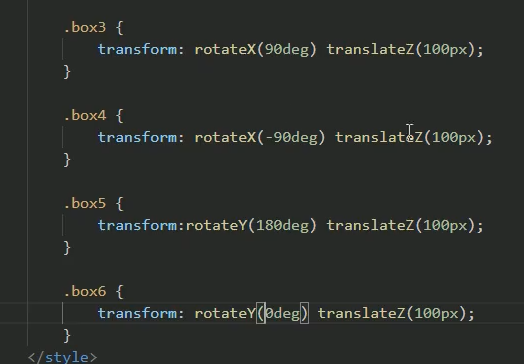 .box3 {
transform: rotateX(90deg) translateZ(100px);
}
.box4 {
transform: rotateX(-90deg) translateZ(100px);
}
.box5 {
transform:rotateY(180deg) translateZ(100px);
}
.box6 {
transform: rotateY(0deg) translateZ(100px);
}
</style>